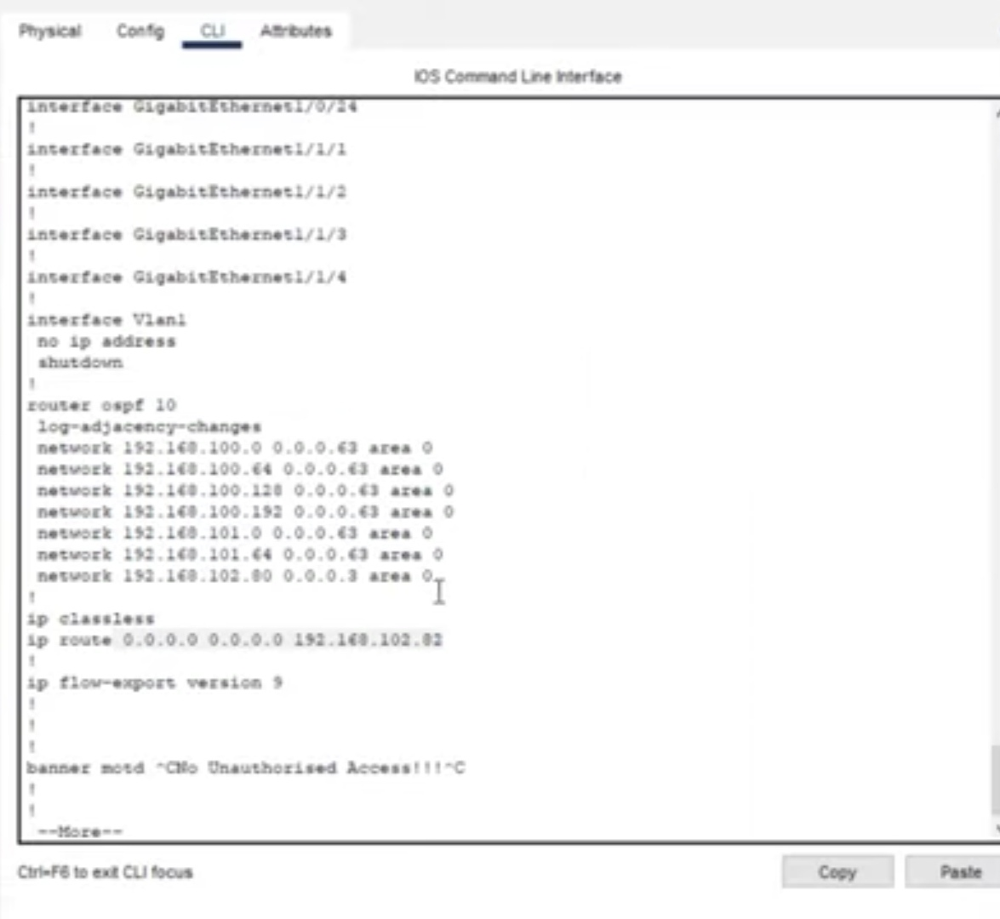 Physical Config CLI Attributes
IOS Command Line Interface
interface GigabitEthernet1/0/24
!
interface GigabitEthernet1/1/1
!
interface GigabitEthernet1/1/2
!
interface GigabitEthernet1/1/3
!
interface GigabitEthernet1/1/4
!
interface Vlan1
no ip address
shutdown
!
router ospf 10
log-adjacency-changes
network 192.168.100.0 0.0.0.63 area 0
network 192.168.100.64 0.0.0.63 area 0
network 192.168.100.128 0.0.0.63 area 0
network 192.168.100.192 0.0.0.63 area 0
network 192.168.101.0 0.0.0.63 area 0
network 192.168.101.64 0.0.0.63 area 0
network 192.168.102.80 0.0.0.3 area 0
!
ip classless
ip route 0.0.0.0 0.0.0.0 192.168.102.82
!
ip flow-export version 9
!
!
!
banner motd ^CNo Unauthorised Access!!!^C
!
!
--More--
Ctrl+F6 to exit CLI focus
Copy Paste